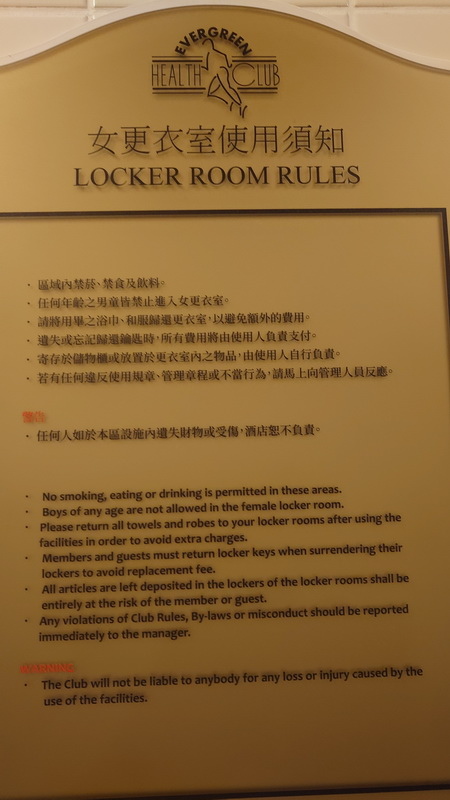 EVERGREEN
HEALTH CLUB
女更衣室使用須知
LOCKER ROOM RULES
· 區域內禁菸、禁食及飲料。
· 任何年齡之男童皆禁止進入女更衣室。
· 請將用畢之浴巾、和服歸還更衣室,以避免額外的費用。
· 遺失或忘記歸還鑰匙時,所有費用將由使用人負責支付。
· 寄存於儲物櫃或放置於更衣室內之物品,由使用人自行負責。
· 若有任何違反使用規章、管理章程或不當行為,請馬上向管理人員反應。
· 任何人如於本區設施內遺失財物或受傷,酒店恕不負責。
· No smoking, eating or drinking is permitted in these areas.
· Boys of any age are not allowed in the female locker room.
· Please return all towels and robes to your locker rooms after using the
facilities in order to avoid extra charges.
· Members and guests must return locker keys when surrendering their
lockers to avoid replacement fee.
· All articles are left deposited in the lockers of the locker rooms shall be
entirely at the risk of the member or guest.
· Any violations of Club Rules, By-laws or misconduct should be reported
immediately to the manager.
WARNING
· The Club will not be liable to anybody for any loss or injury caused by the
use of the facilities.